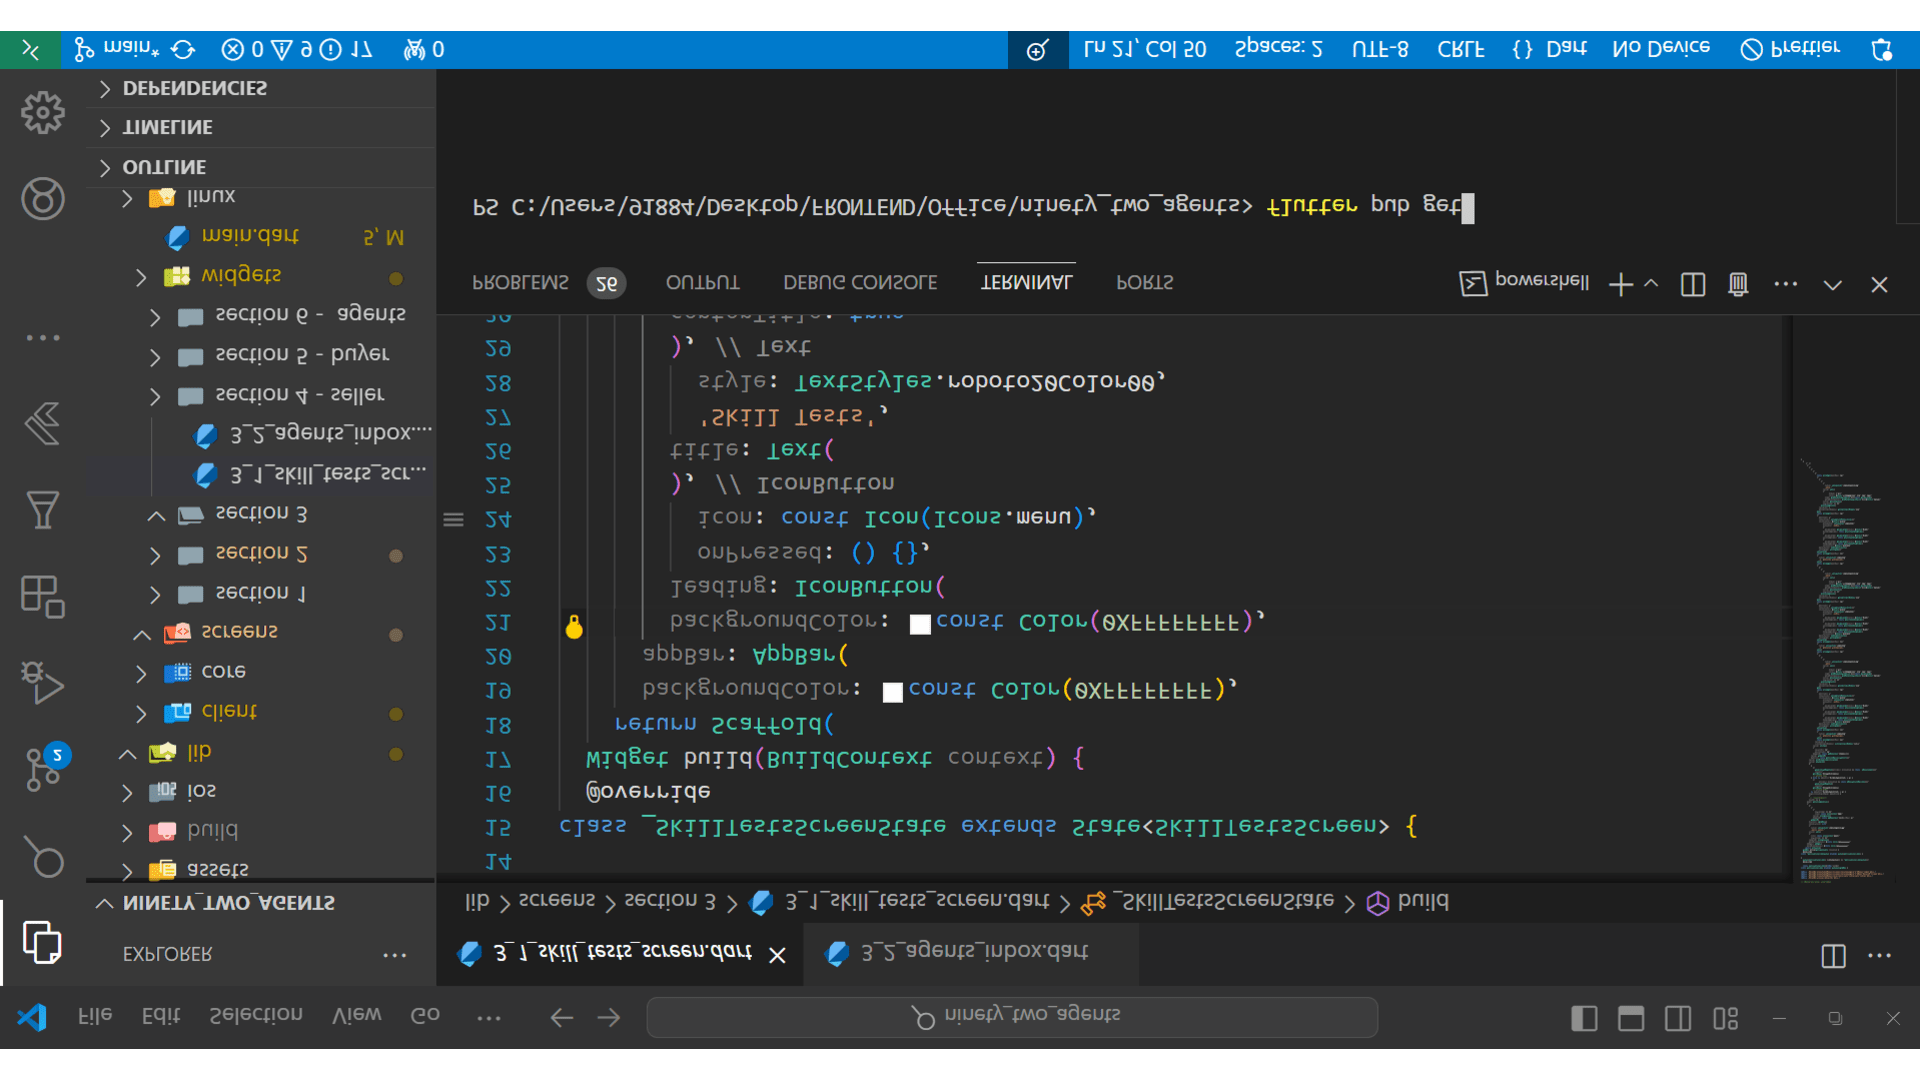 File Edit Selection View Go
ninety_two_agents
EXPLORER
NINETY_TWO_AGENTS
assets
build
ios
lib
client
core
screens
section 1
section 2
section 3
3_1_skill_tests_scr...
3_2_agents_inbox....
section 4 - seller
section 5 - buyer
section 6 - agents
widgets
main.dart 5, M
linux
OUTLINE
TIMELINE
DEPENDENCIES
2
3_1_skill_tests_screen.dart
3_2_agents_inbox.dart
lib > screens > section 3 > 3_1_skill_tests_screen.dart > _SkillTestsScreenState > build
14
15 class _SkillTestsScreenState extends State<SkillTestsScreen> {
16 @override
17 Widget build(BuildContext context) {
18 return Scaffold(
19 backgroundColor: const Color(0XFFFFFFFF),
20 appBar: AppBar(
21 backgroundColor: const Color(0XFFFFFFFF),
22 leading: IconButton(
23 onPressed: () {},
24 icon: const Icon(Icons.menu),
25 ), // IconButton
26 title: Text(
27 'Skill Tests',
28 style: TextStyles.roboto20Color00,
29 ), // Text
30 centerTitle: true
PROBLEMS 26 OUTPUT DEBUG CONSOLE TERMINAL PORTS powershell
PS C:\Users\91884\Desktop\FRONTEND\Office\ninety_two_agents> flutter pub get
main* 0 9 17 0 Ln 21, Col 50 Spaces: 2 UTF-8 CRLF {} Dart No Device Prettier